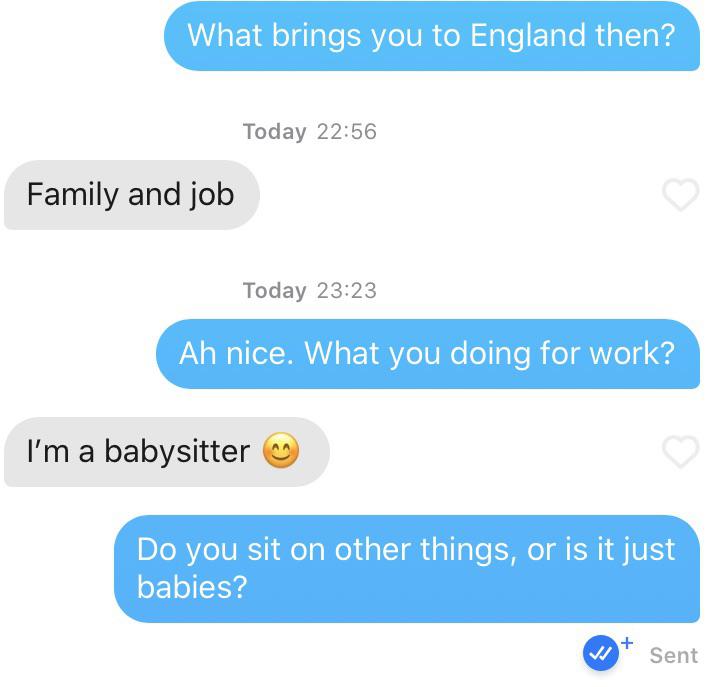 What brings you to England then?
Today 22:56
Family and job
Today 23:23
Ah nice. What you doing for work?
I’m a babysitter 😊
Do you sit on other things, or is it just
babies?
Sent